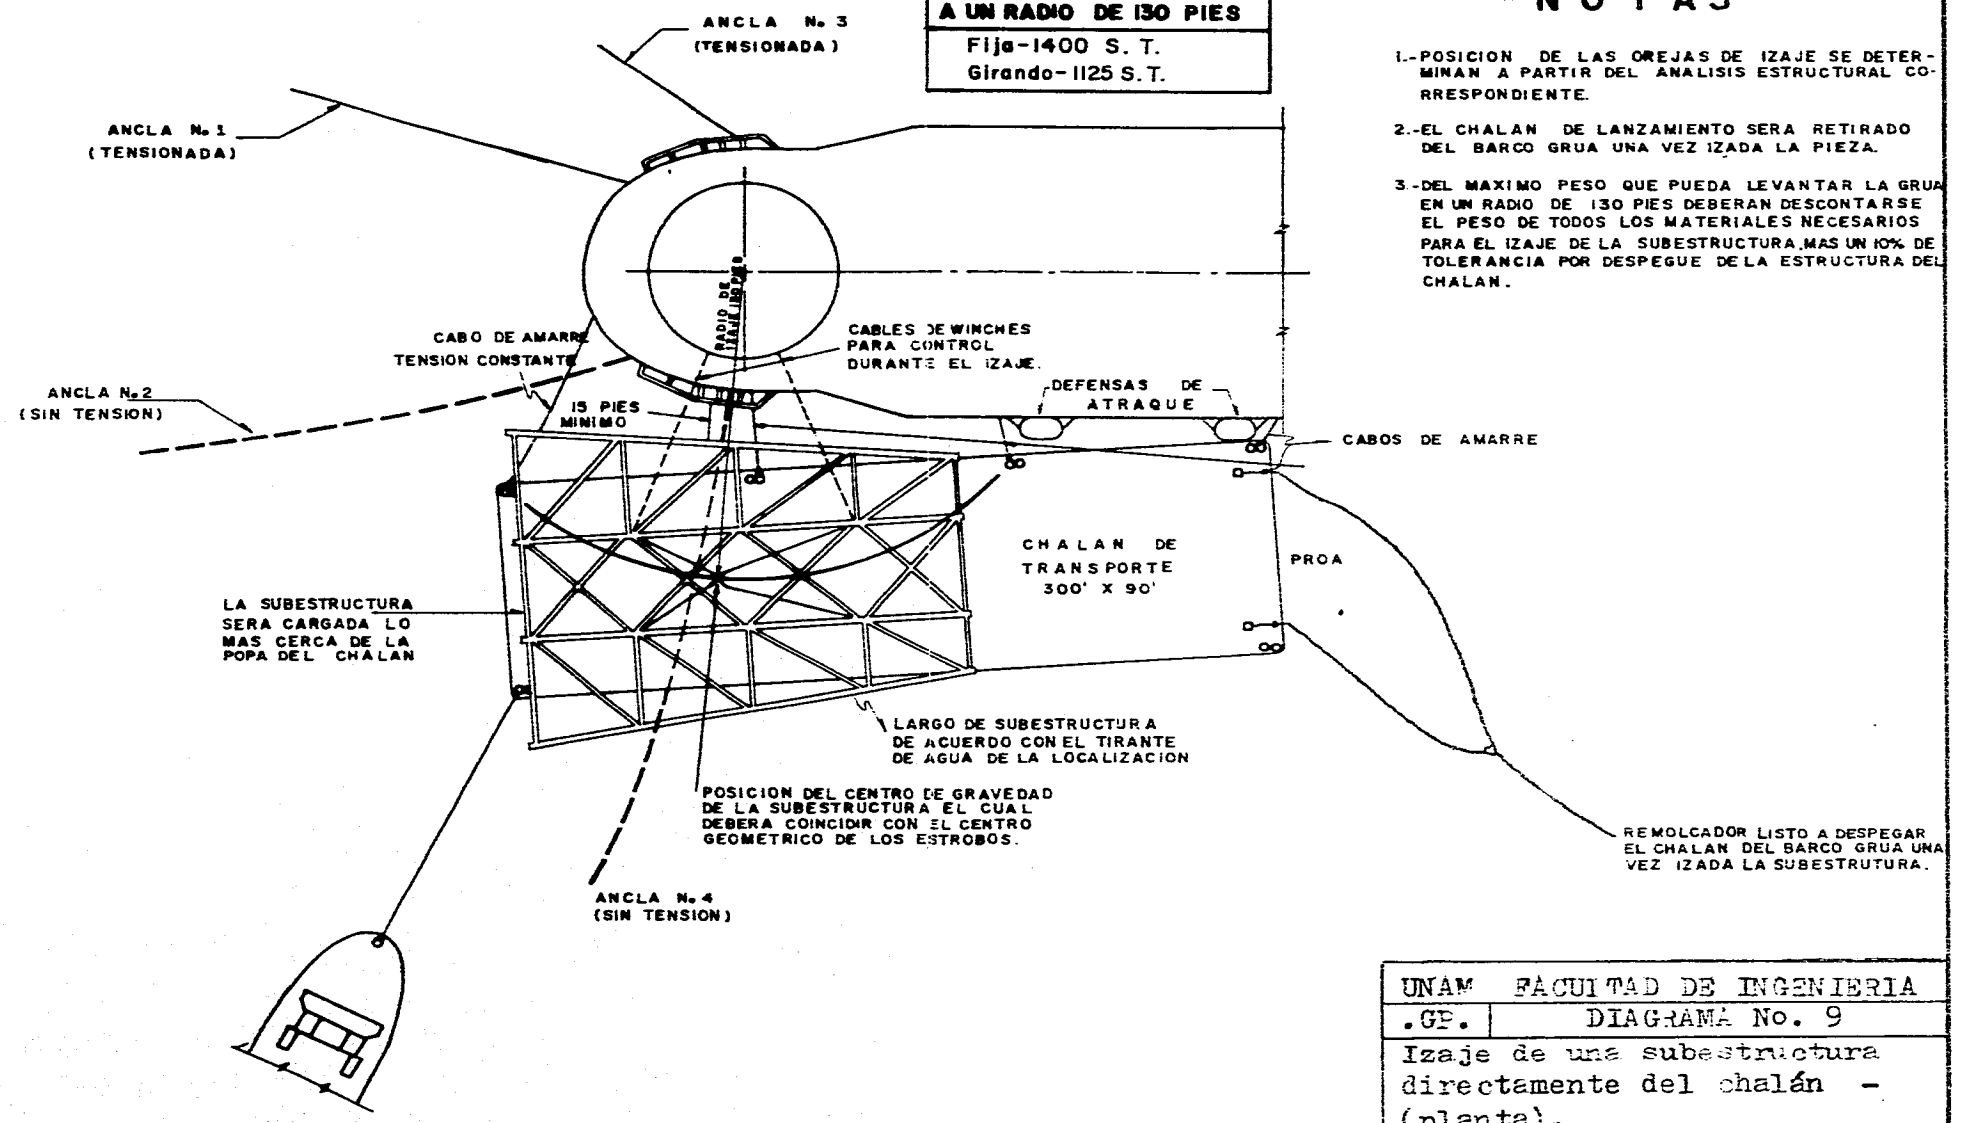 A UN RADIO DE 130 PIES
Fija-1400 S. T.
Girando-1125 S. T.
NOTAS
1.-POSICION DE LAS OREJAS DE IZAJE SE DETER-
MINAN A PARTIR DEL ANALISIS ESTRUCTURAL CO-
RRESPONDIENTE.
2.-EL CHALAN DE LANZAMIENTO SERA RETIRADO
DEL BARCO GRUA UNA VEZ IZADA LA PIEZA.
3.-DEL MAXIMO PESO QUE PUEDA LEVANTAR LA GRUA
EN UN RADIO DE 130 PIES DEBERAN DESCONTARSE
EL PESO DE TODOS LOS MATERIALES NECESARIOS
PARA EL IZAJE DE LA SUBESTRUCTURA, MAS UN 10% DE
TOLERANCIA POR DESPEGUE DE LA ESTRUCTURA DEL
CHALAN.
ANCLA No. 3
(TENSIONADA)
ANCLA No. 1
(TENSIONADA)
RADIO DE
IZAJE 130 PIES
CABO DE AMARRE
TENSION CONSTANTE
CABLES DE WINCHES
PARA CONTROL
DURANTE EL IZAJE.
ANCLA No. 2
(SIN TENSION)
15 PIES
MINIMO
DEFENSAS DE
ATRAQUE
CABOS DE AMARRE
CHALAN DE
TRANSPORTE
300' X 90'
PROA
LA SUBESTRUCTURA
SERA CARGADA LO
MAS CERCA DE LA
POPA DEL CHALAN
LARGO DE SUBESTRUCTURA
DE ACUERDO CON EL TIRANTE
DE AGUA DE LA LOCALIZACION
POSICION DEL CENTRO DE GRAVEDAD
DE LA SUBESTRUCTURA EL CUAL
DEBERA COINCIDIR CON EL CENTRO
GEOMETRICO DE LOS ESTROBOS.
REMOLCADOR LISTO A DESPEGAR
EL CHALAN DEL BARCO GRUA UNA
VEZ IZADA LA SUBESTRUTURA.
ANCLA No. 4
(SIN TENSION)
UNAM FACULTAD DE INGENIERIA
.GP. DIAGRAMA No. 9
Izaje de una subestructura
directamente del chalán -
(planta).